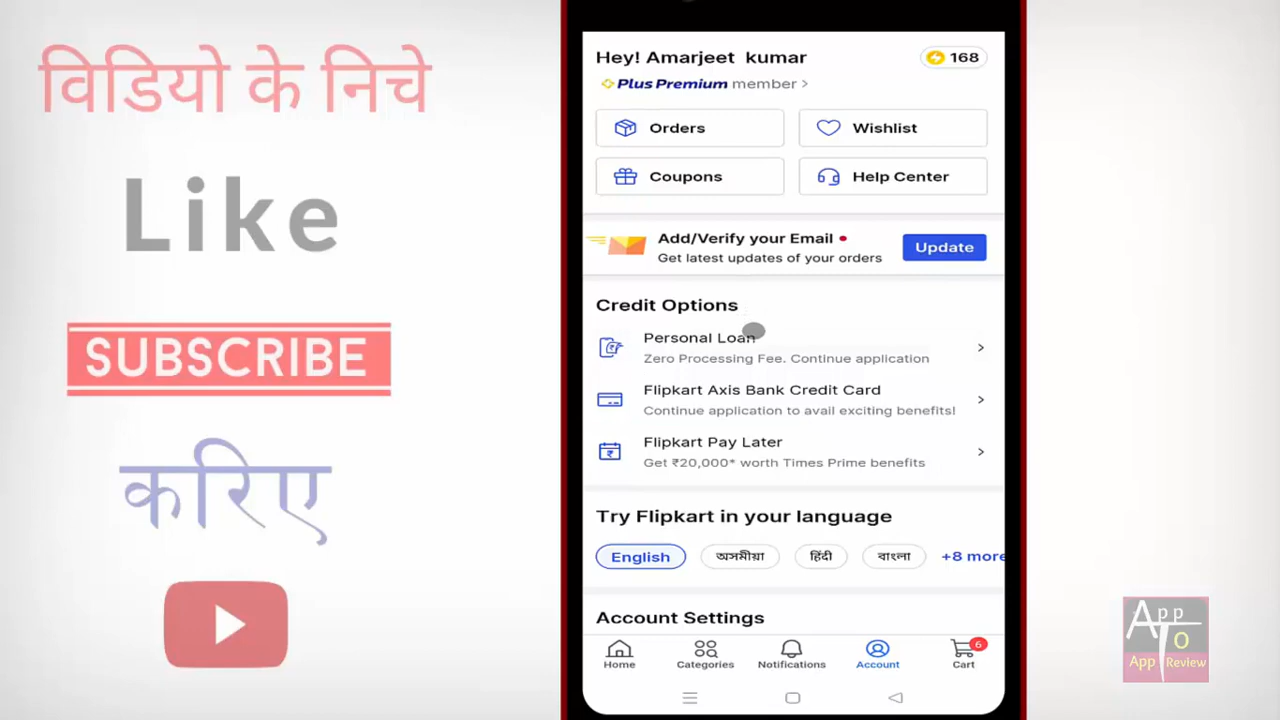 विडियो के निचे
Like
SUBSCRIBE
करिए
Hey! Amarjeet kumar
168
Plus Premium member >
Orders
Wishlist
Coupons
Help Center
Add/Verify your Email
Get latest updates of your orders
Update
Credit Options
Personal Loan
Zero Processing Fee. Continue application
Flipkart Axis Bank Credit Card
Continue application to avail exciting benefits!
Flipkart Pay Later
Get ₹20,000* worth Times Prime benefits
Try Flipkart in your language
English অসমীয়া हिंदी বাংলা +8 more
Account Settings
Home Categories Notifications Account Cart
6
App
To
App Review